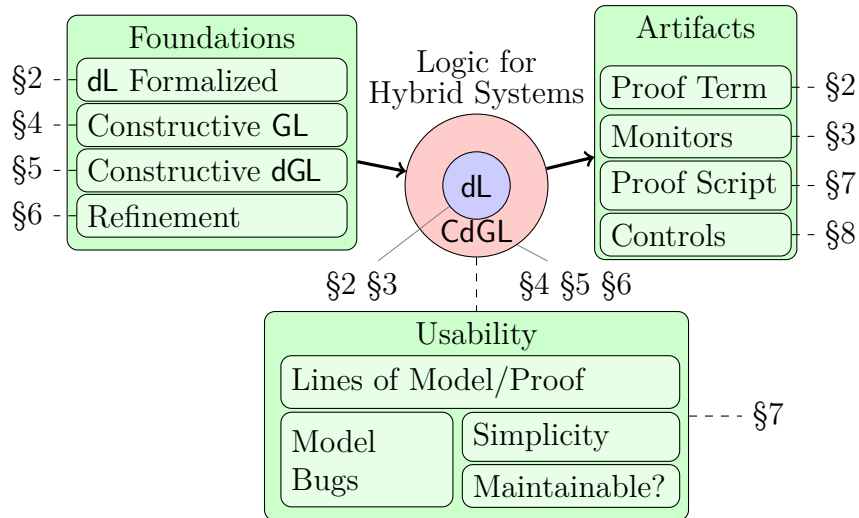 Foundations
§2
dL Formalized
§4
Constructive GL
§5
Constructive dGL
§6
Refinement
Logic for
Hybrid Systems
dL
CdGL
§2 §3
§4 §5 §6
Artifacts
Proof Term
§2
Monitors
§3
Proof Script
§7
Controls
§8
Usability
Lines of Model/Proof
Model
Bugs
Simplicity
Maintainable?
§7